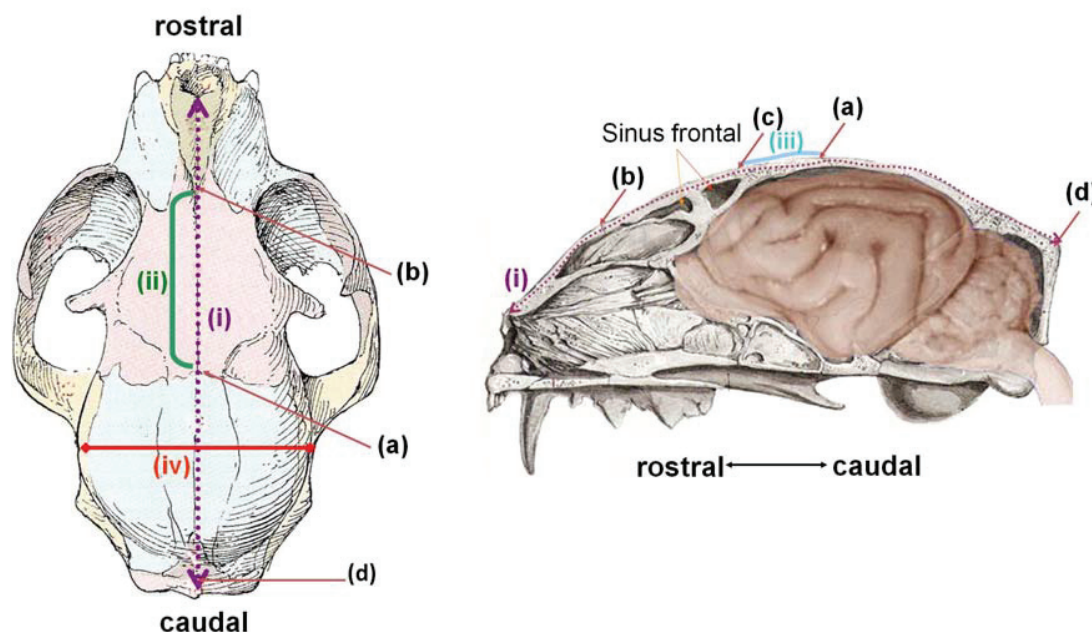 rostral
(b)
(ii)
(i)
(a)
(iv)
(d)
caudal
Sinus frontal
(c)
(iii)
(a)
(b)
(d)
(i)
rostral
caudal